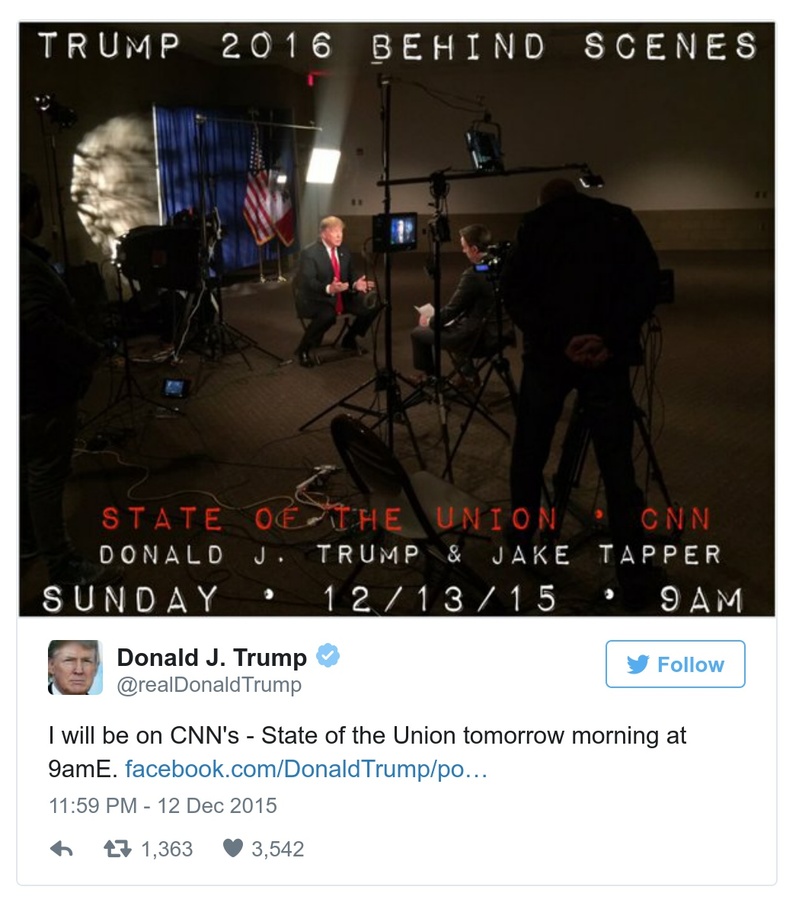 TRUMP 2016 BEHIND SCENES
STATE OF THE UNION • CNN
DONALD J. TRUMP & JAKE TAPPER
SUNDAY • 12/13/15 • 9AM
Donald J. Trump
Follow
@realDonaldTrump
I will be on CNN's - State of the Union tomorrow morning at
9amE. facebook.com/DonaldTrump/po…
11:59 PM - 12 Dec 2015
1,363 3,542